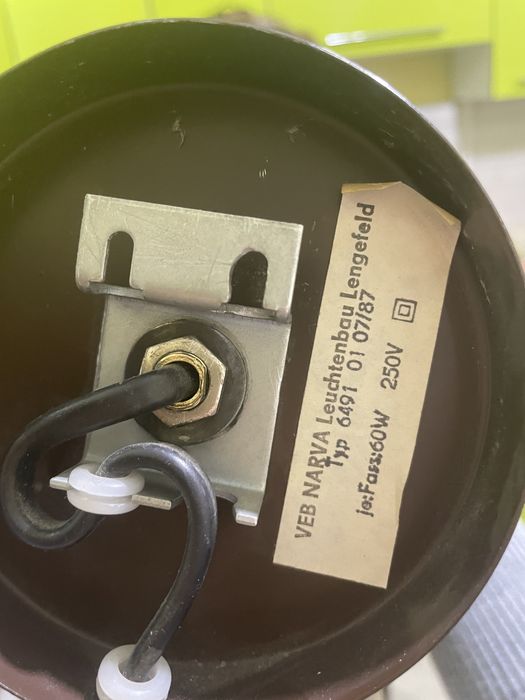 VEB NARVA Leuchtenbau Lengefeld
Typ 6491 01 07/87
je:Fass:60W 250V